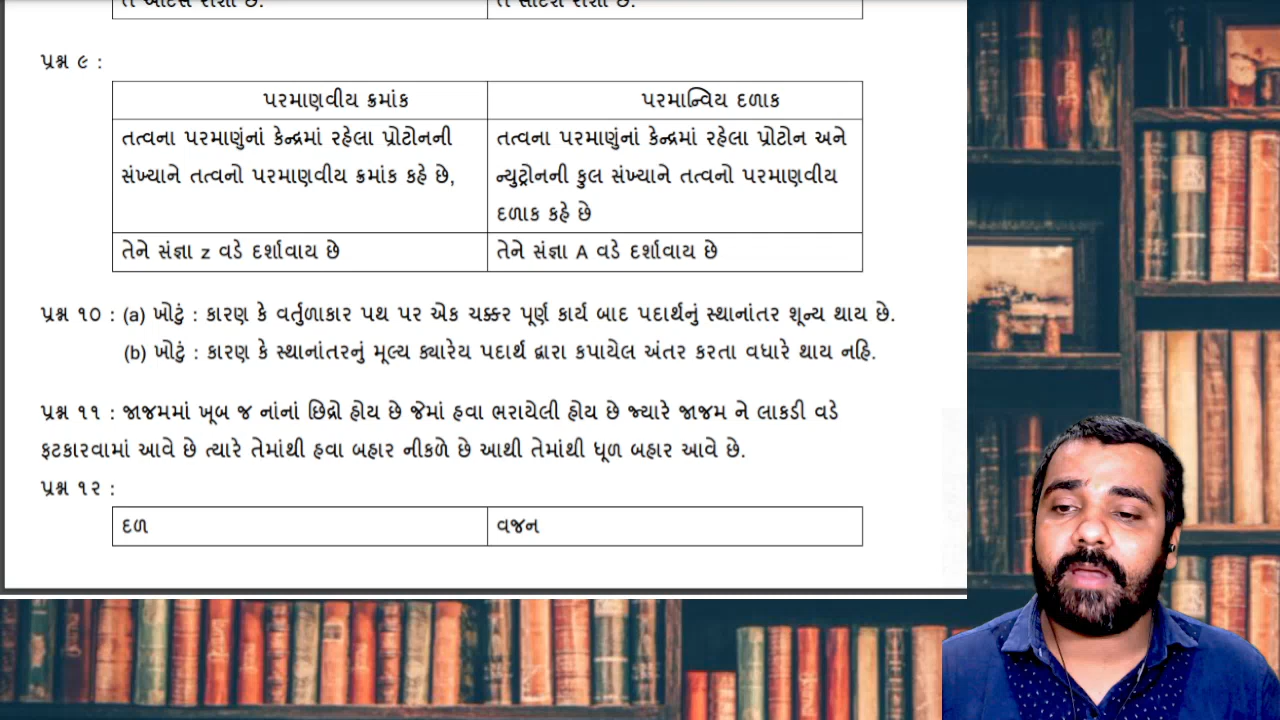 તે સદિશ રાશી છે.
પ્રશ્ન ૯ :
પરમાણવીય ક્રમાંક પરમાન્વિય દળાક
તત્વના પરમાણુંનાં કેન્દ્રમાં રહેલા પ્રોટોનની તત્વના પરમાણુંનાં કેન્દ્રમાં રહેલા પ્રોટોન અને
સંખ્યાને તત્વનો પરમાણવીય ક્રમાંક કહે છે, ન્યુટ્રોનની કુલ સંખ્યાને તત્વનો પરમાણવીય
દળાક કહે છે
તેને સંજ્ઞા z વડે દર્શાવાય છે તેને સંજ્ઞા A વડે દર્શાવાય છે
પ્રશ્ન ૧૦ : (a) ખોટું : કારણ કે વર્તુળાકાર પથ પર એક ચક્કર પૂર્ણ કાર્ય બાદ પદાર્થનું સ્થાનાંતર શૂન્ય થાય છે.
(b) ખોટું : કારણ કે સ્થાનાંતરનું મૂલ્ય ક્યારેય પદાર્થ દ્વારા કપાયેલ અંતર કરતા વધારે થાય નહિ.
પ્રશ્ન ૧૧ : જાજમમાં ખૂબ જ નાંનાં છિદ્રો હોય છે જેમાં હવા ભરાયેલી હોય છે જ્યારે જાજમ ને લાકડી વડે
ફટકારવામાં આવે છે ત્યારે તેમાંથી હવા બહાર નીકળે છે આથી તેમાંથી ધૂળ બહાર આવે છે.
પ્રશ્ન ૧૨ :
દળ વજન